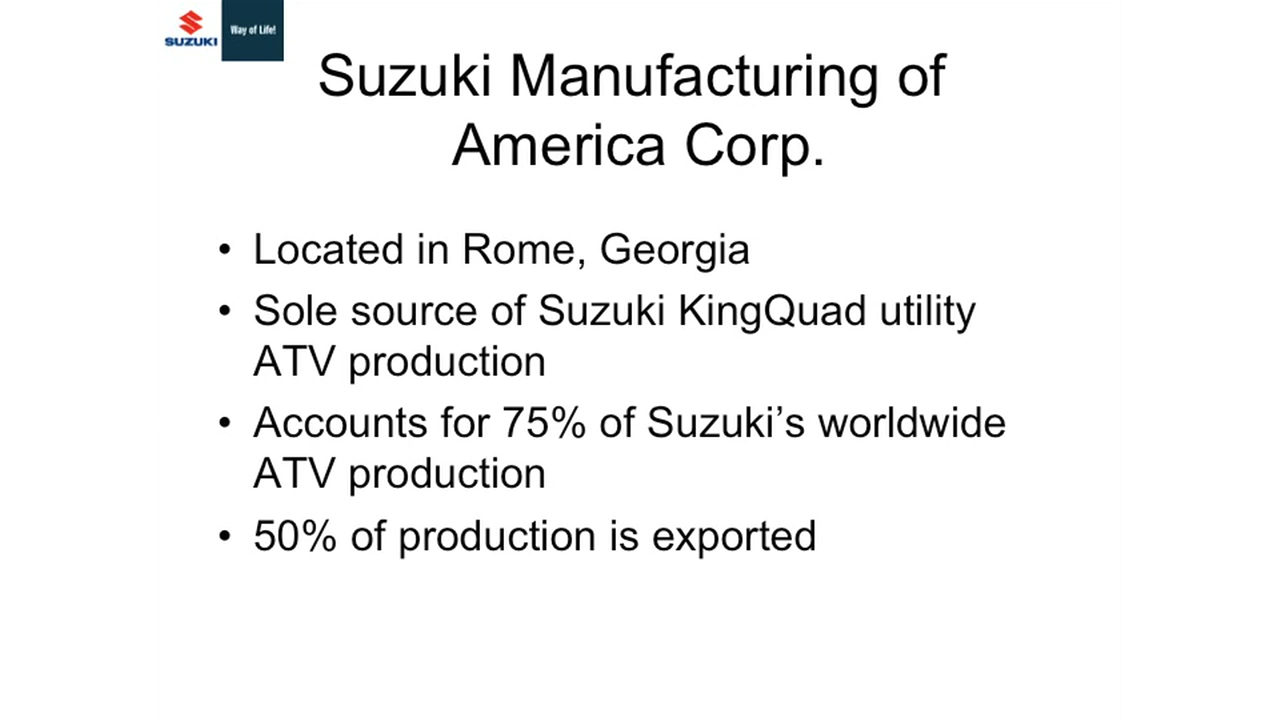 SUZUKI
Way of Life!
Suzuki Manufacturing of
America Corp.
• Located in Rome, Georgia
• Sole source of Suzuki KingQuad utility
ATV production
• Accounts for 75% of Suzuki’s worldwide
ATV production
• 50% of production is exported